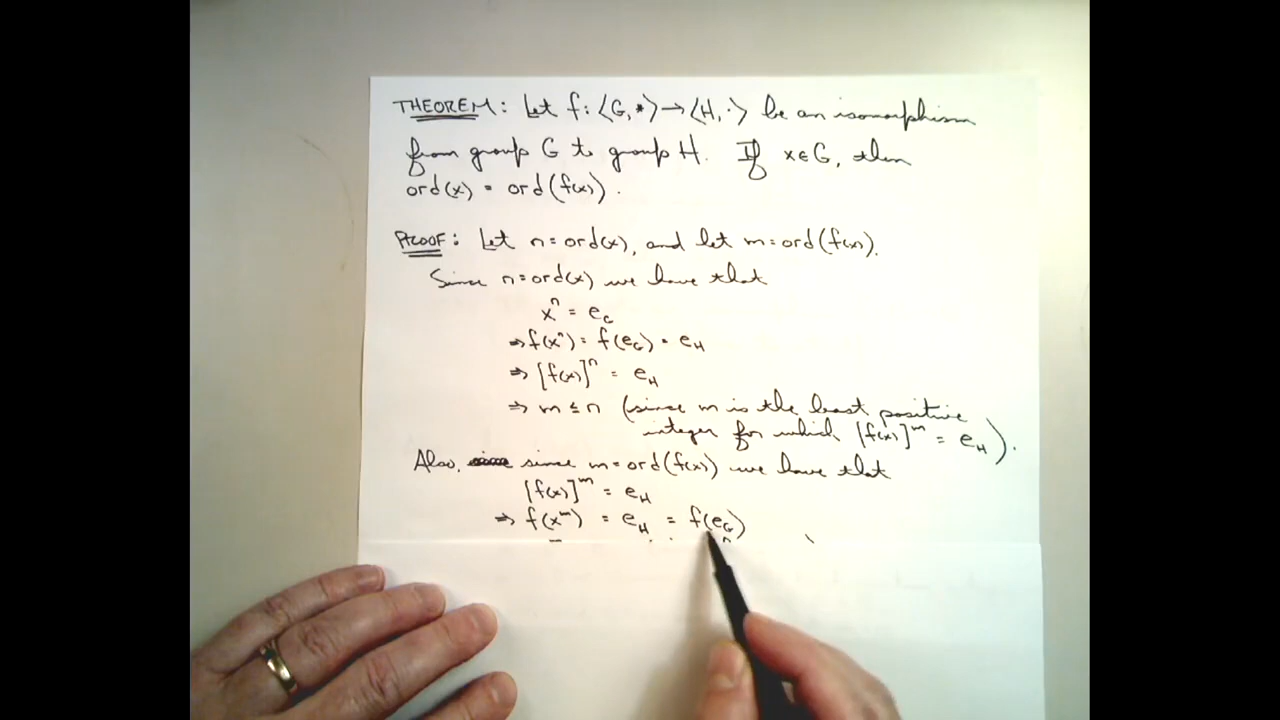 THEOREM: Let f: ⟨G,*⟩→⟨H,·⟩ be an isomorphism
from group G to group H. If x∈G, then
ord(x) = ord(f(x)).
PROOF: Let n=ord(x), and let m=ord(f(x)).
Since n=ord(x) we have that
xⁿ = e_G
⇒ f(xⁿ) = f(e_G) = e_H
⇒ [f(x)]ⁿ = e_H
⇒ m ≤ n (since m is the least positive
integer for which [f(x)]ᵐ = e_H).
Also, since m=ord(f(x)) we have that
[f(x)]ᵐ = e_H
⇒ f(xᵐ) = e_H = f(e_G)